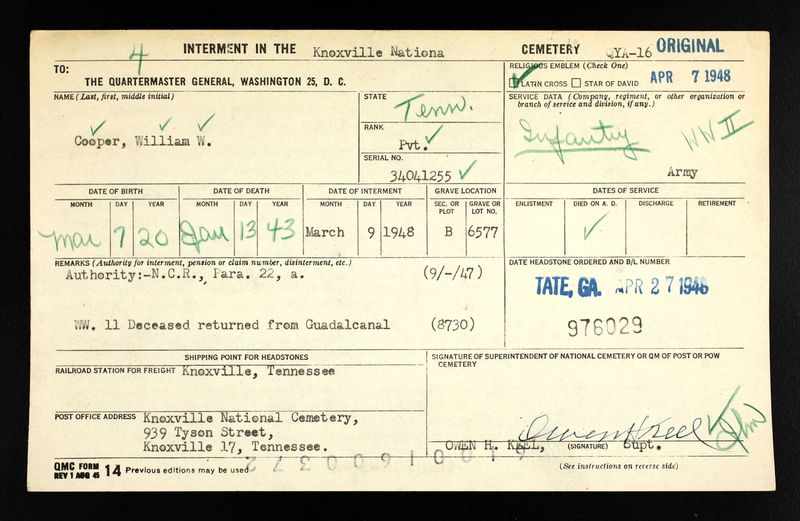 4
INTERMENT IN THE Knoxville Nationa CEMETERY QYA-16 ORIGINAL
TO:
THE QUARTERMASTER GENERAL, WASHINGTON 25, D. C.
RELIGIOUS EMBLEM (Check One)
LATIN CROSS STAR OF DAVID APR 7 1948
NAME (Last, first, middle initial)
Cooper, William W.
STATE
Tenn.
RANK
Pvt.
SERIAL NO.
34041255
SERVICE DATA (Company, regiment, or other organization or
branch of service and division, if any.)
Infantry WW II
Army
DATE OF BIRTH DATE OF DEATH DATE OF INTERMENT GRAVE LOCATION DATES OF SERVICE
MONTH DAY YEAR MONTH DAY YEAR MONTH DAY YEAR SEC. OR PLOT GRAVE OR LOT NO. ENLISTMENT DIED ON A. D. DISCHARGE RETIREMENT
Mar 7 20 Jan 13 43 March 9 1948 B 6577
REMARKS (Authority for interment, pension or claim number, disinterment, etc.)
Authority:-N.C.R., Para. 22, a. (9/-/47)
WW. 11 Deceased returned from Guadalcanal (8730)
DATE HEADSTONE ORDERED AND B/L NUMBER
TATE, GA. APR 27 1948
976029
SHIPPING POINT FOR HEADSTONES
RAILROAD STATION FOR FREIGHT Knoxville, Tennessee
POST OFFICE ADDRESS Knoxville National Cemetery,
939 Tyson Street,
Knoxville 17, Tennessee.
SIGNATURE OF SUPERINTENDENT OF NATIONAL CEMETERY OR QM OF POST OR POW
CEMETERY
Owen H Keel
OWEN H. KEEL, (SIGNATURE) Supt.
QMC FORM
REV 1 AUG 45 14 Previous editions may be used
(See instructions on reverse side)